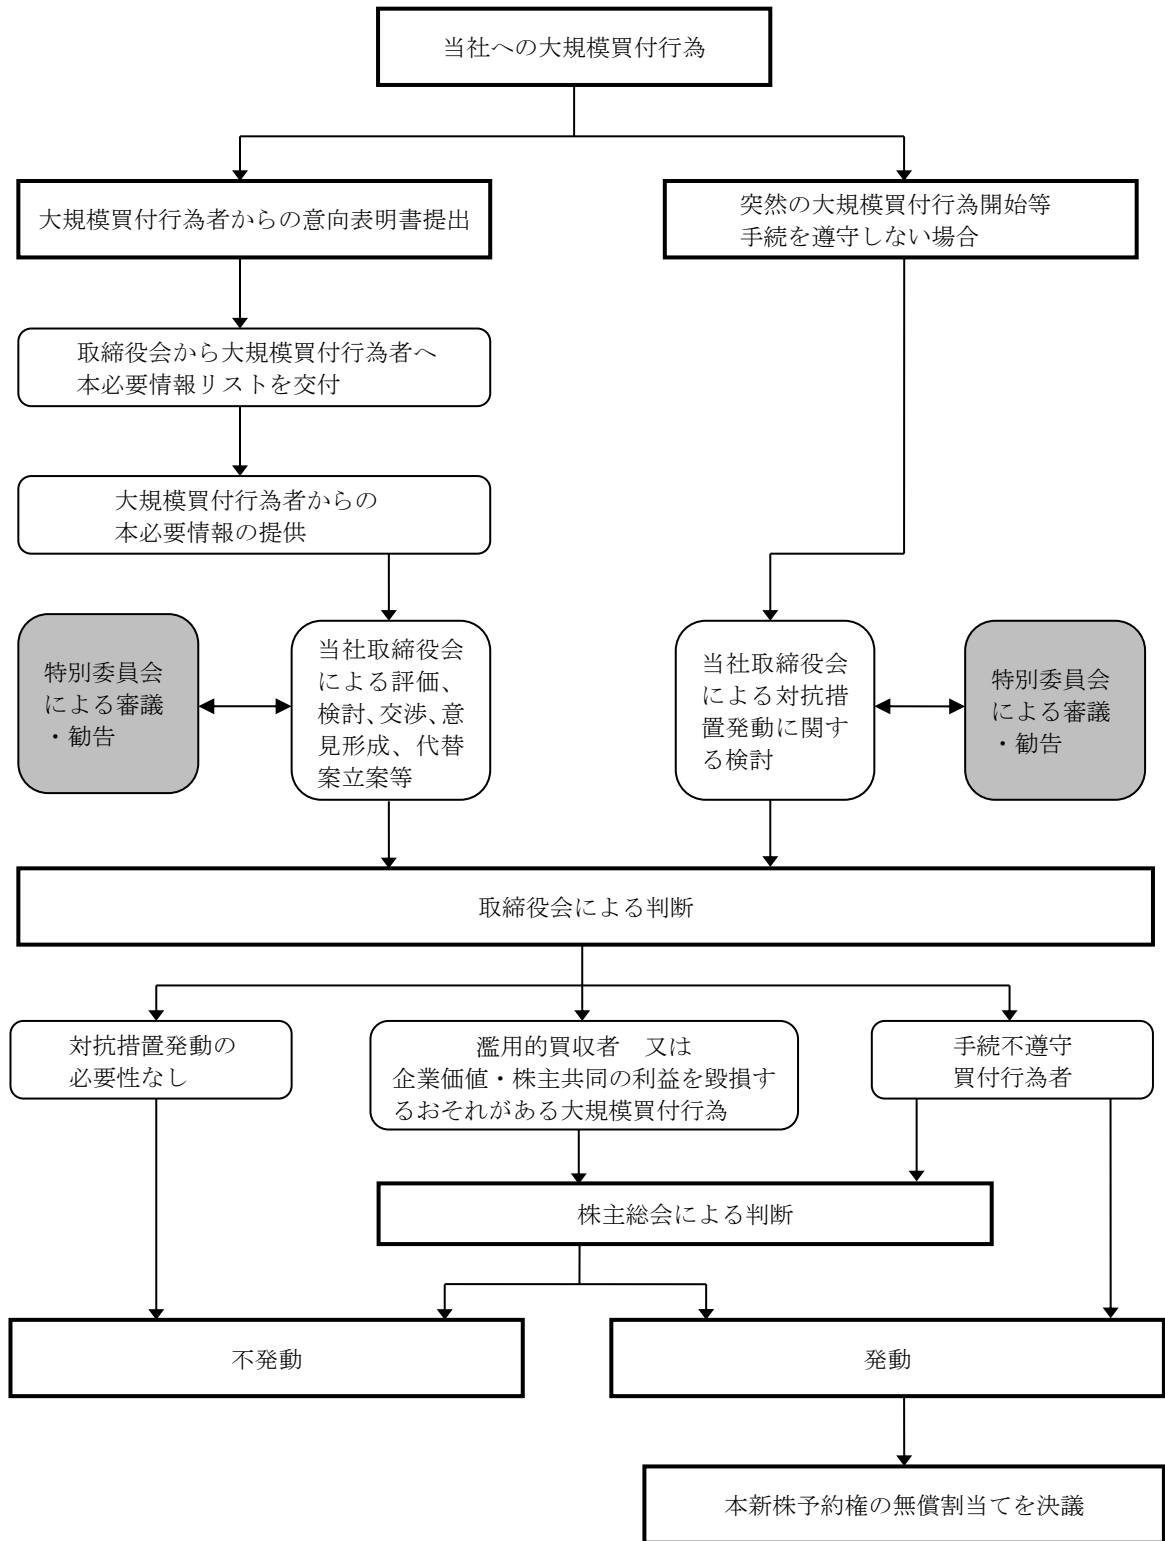 当社への大規模買付行為
大規模買付行為者からの意向表明書提出
突然の大規模買付行為開始等
手続を遵守しない場合
取締役会から大規模買付行為者へ
本必要情報リストを交付
大規模買付行為者からの
本必要情報の提供
特別委員会
による審議
・勧告
当社取締役会
による評価、
検討、交渉、意
見形成、代替
案立案等
当社取締役会
による対抗措
置発動に関す
る検討
特別委員会
による審議
・勧告
取締役会による判断
対抗措置発動の
必要性なし
濫用的買収者　又は
企業価値・株主共同の利益を毀損す
るおそれがある大規模買付行為
手続不遵守
買付行為者
株主総会による判断
不発動
発動
本新株予約権の無償割当てを決議